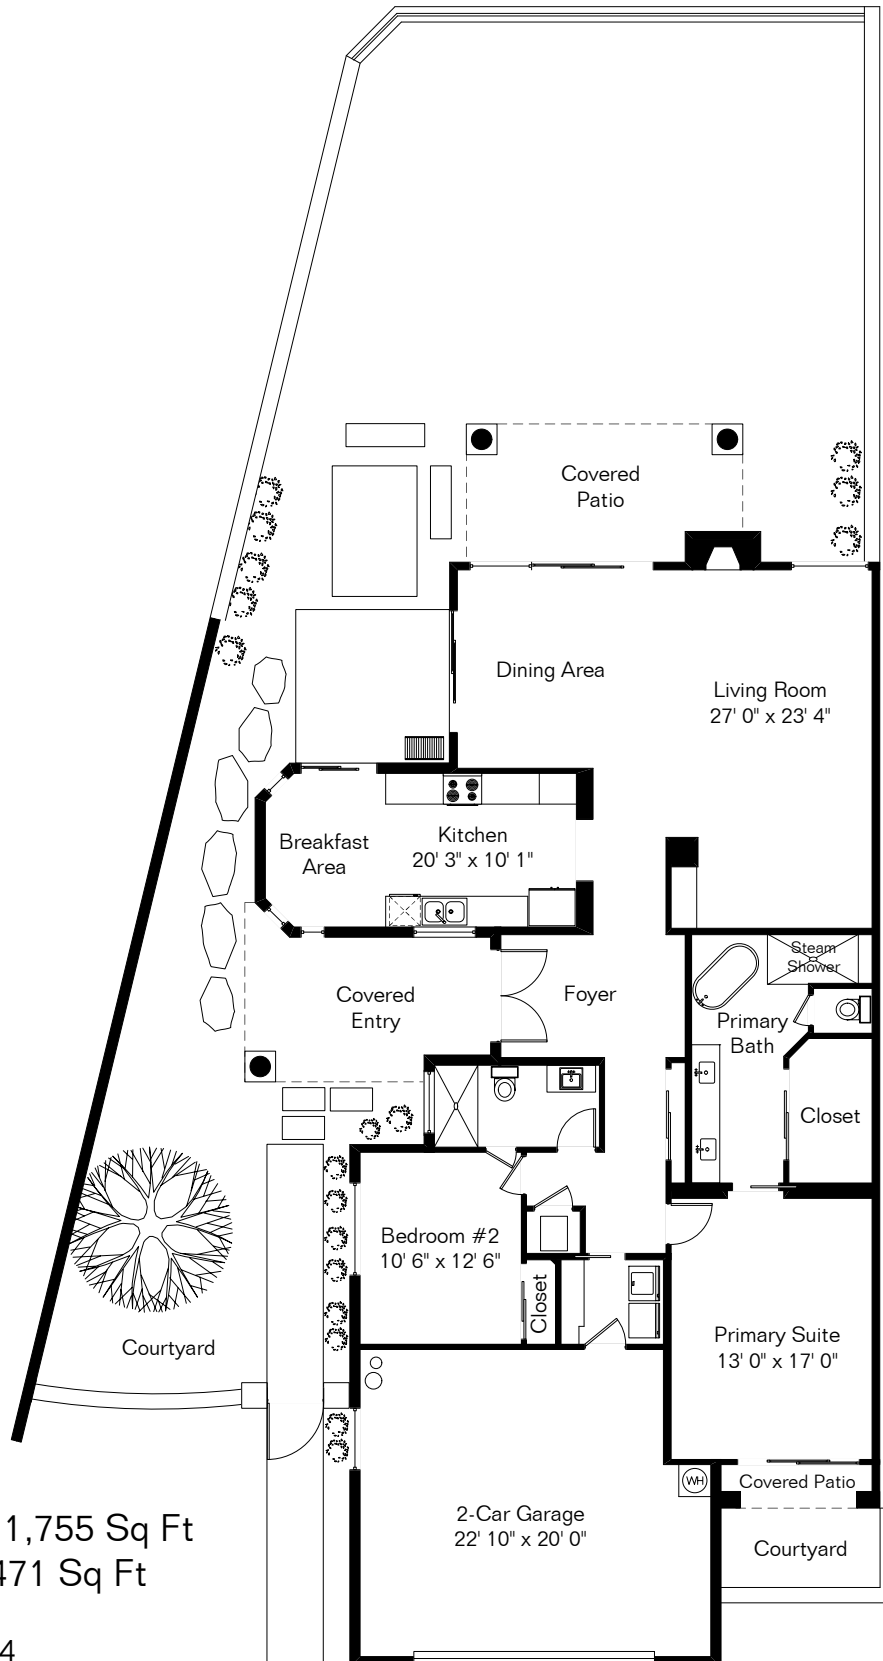 Covered
Patio
Dining Area
Living Room
27' 0" x 23' 4"
Breakfast
Area
Kitchen
20' 3" x 10' 1"
Steam
Shower
Covered
Entry
Foyer
Primary
Bath
Closet
Bedroom #2
10' 6" x 12' 6"
Closet
Courtyard
Primary Suite
13' 0" x 17' 0"
WH
Covered Patio
2-Car Garage
22' 10" x 20' 0"
Courtyard
1,755 Sq Ft
471 Sq Ft
4